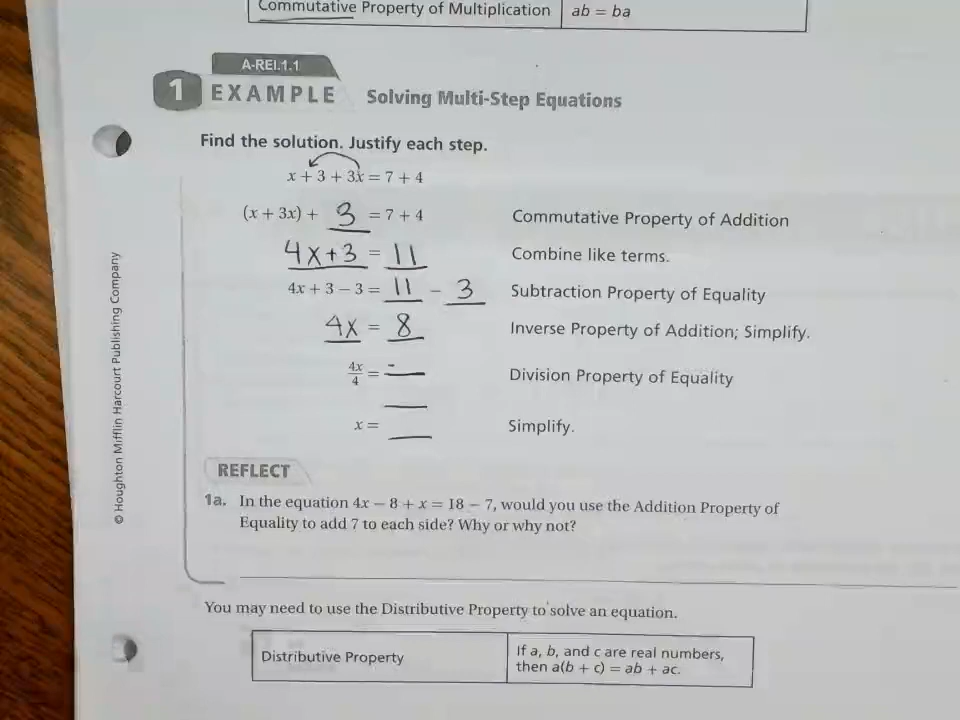 Commutative Property of Multiplication ab = ba
A-REI.1.1
1 EXAMPLE Solving Multi-Step Equations
Find the solution. Justify each step.
x + 3 + 3x = 7 + 4
(x + 3x) + 3 = 7 + 4 Commutative Property of Addition
4x+3 = 11 Combine like terms.
4x + 3 − 3 = 11 − 3 Subtraction Property of Equality
4x = 8 Inverse Property of Addition; Simplify.
4x/4 = Division Property of Equality
x = Simplify.
REFLECT
1a. In the equation 4x − 8 + x = 18 − 7, would you use the Addition Property of
Equality to add 7 to each side? Why or why not?
You may need to use the Distributive Property to solve an equation.
Distributive Property If a, b, and c are real numbers,
then a(b + c) = ab + ac.
© Houghton Mifflin Harcourt Publishing Company